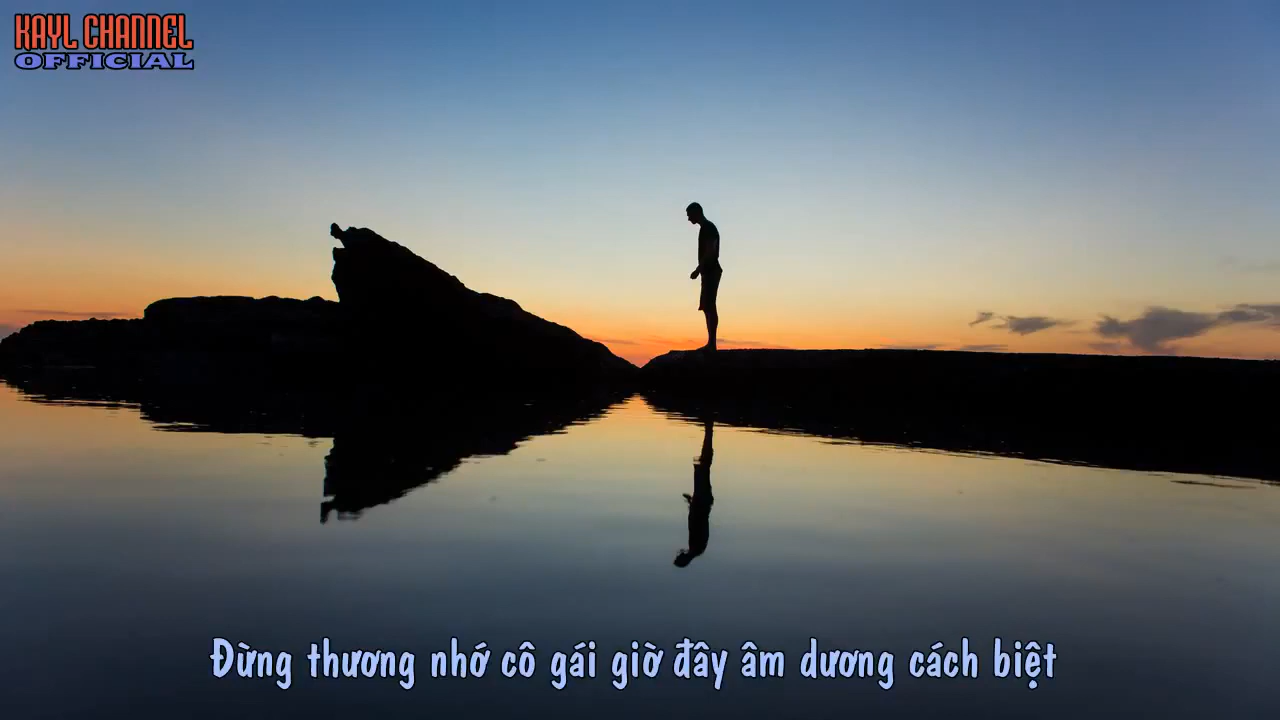 KAYL CHANNEL
OFFICIAL
Đừng thương nhớ cô gái giờ đây âm dương cách biệt